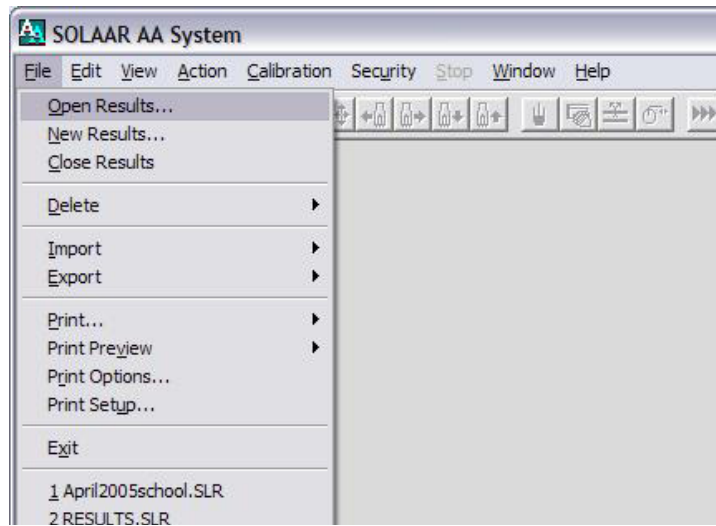 SOLAAR AA System
File Edit View Action Calibration Security Stop Window Help
Open Results...
New Results...
Close Results
Delete
Import
Export
Print...
Print Preview
Print Options...
Print Setup...
Exit
1 April2005school.SLR
2 RESULTS.SLR